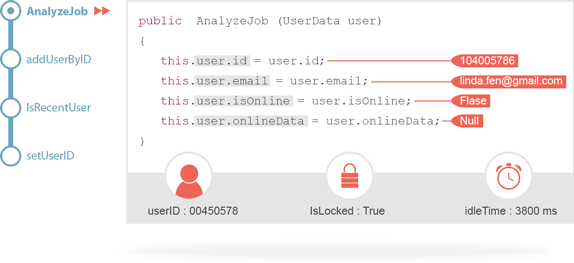 AnalyzeJob
addUserByID
IsRecentUser
setUserID
public AnalyzeJob (UserData user)
{
this.user.id = user.id; 104005786
this.user.email = user.email; linda.fen@gmail.com
this.user.isOnline = user.isOnline; Flase
this.user.onlineData = user.onlineData; Null
}
userID : 00450578
IsLocked : True
idleTime : 3800 ms